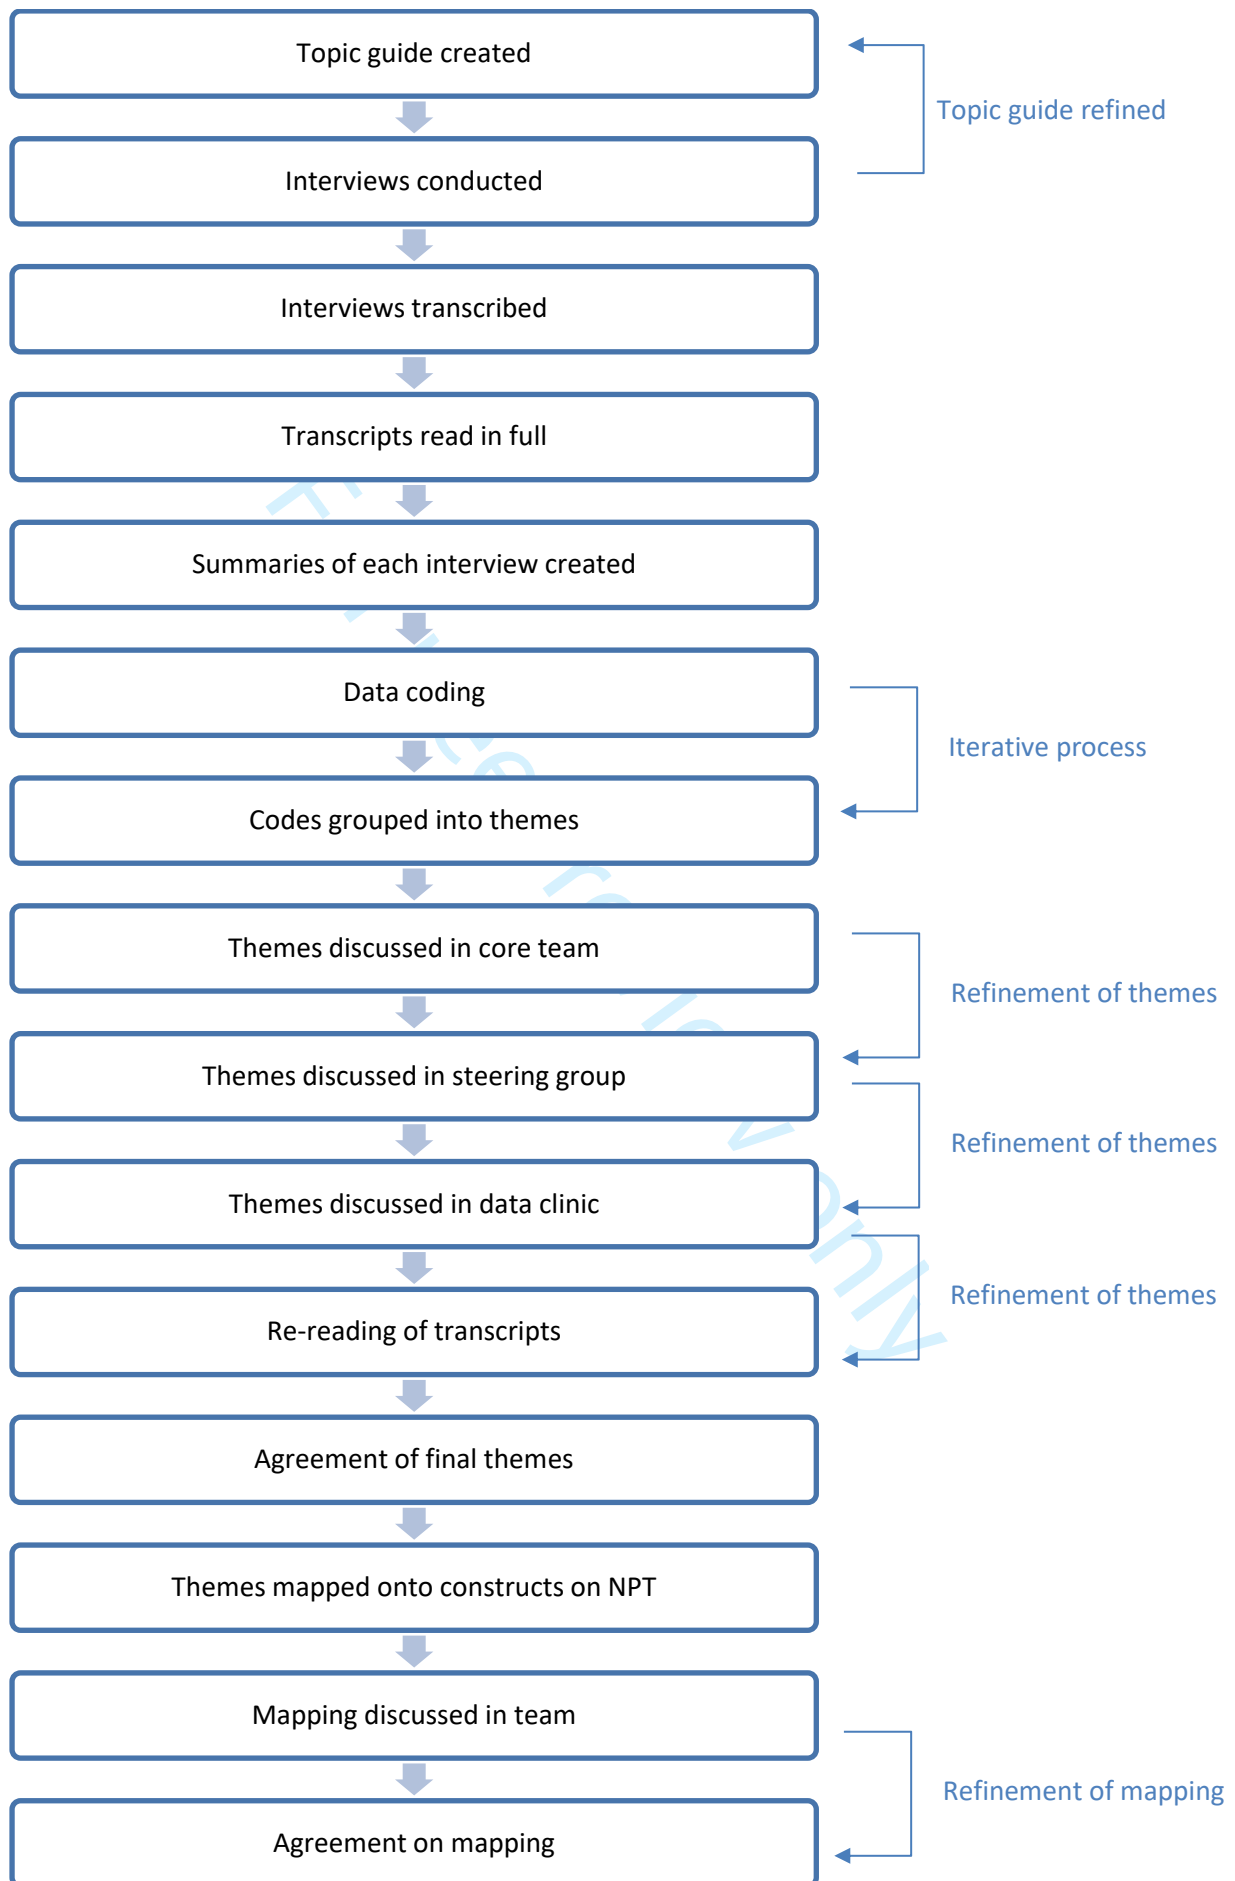 Topic guide created
Topic guide refined
Interviews conducted
Interviews transcribed
Transcripts read in full
Summaries of each interview created
Data coding
Iterative process
Codes grouped into themes
Themes discussed in core team
Refinement of themes
Themes discussed in steering group
Refinement of themes
Themes discussed in data clinic
Refinement of themes
Re-reading of transcripts
Agreement of final themes
Themes mapped onto constructs on NPT
Mapping discussed in team
Refinement of mapping
Agreement on mapping